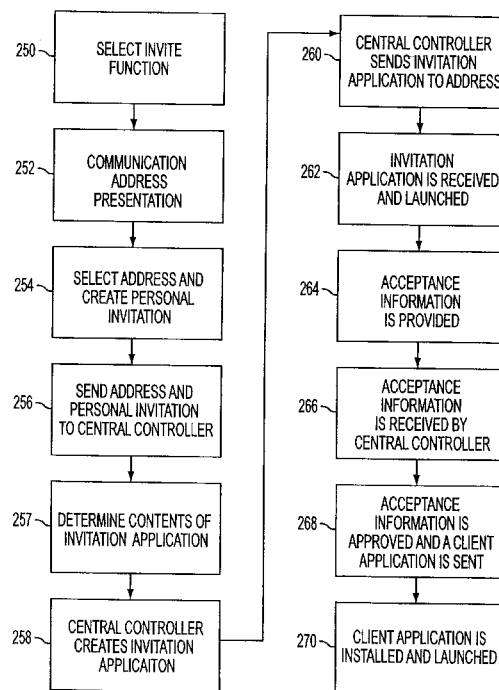 250
SELECT INVITE
FUNCTION
252
COMMUNICATION
ADDRESS
PRESENTATION
254
SELECT ADDRESS AND
CREATE PERSONAL
INVITATION
256
SEND ADDRESS AND
PERSONAL INVITATION
TO CENTRAL CONTROLLER
257
DETERMINE CONTENTS OF
INVITATION APPLICATION
258
CENTRAL CONTROLLER
CREATES INVITATION
APPLICAITON
260
CENTRAL CONTROLLER
SENDS INVITATION
APPLICATION TO ADDRESS
262
INVITATION
APPLICATION IS RECEIVED
AND LAUNCHED
264
ACCEPTANCE
INFORMATION
IS PROVIDED
266
ACCEPTANCE
INFORMATION
IS RECEIVED BY
CENTRAL CONTROLLER
268
ACCEPTANCE
INFORMATION IS
APPROVED AND A CLIENT
APPLICATION IS SENT
270
CLIENT APPLICATION IS
INSTALLED AND LAUNCHED